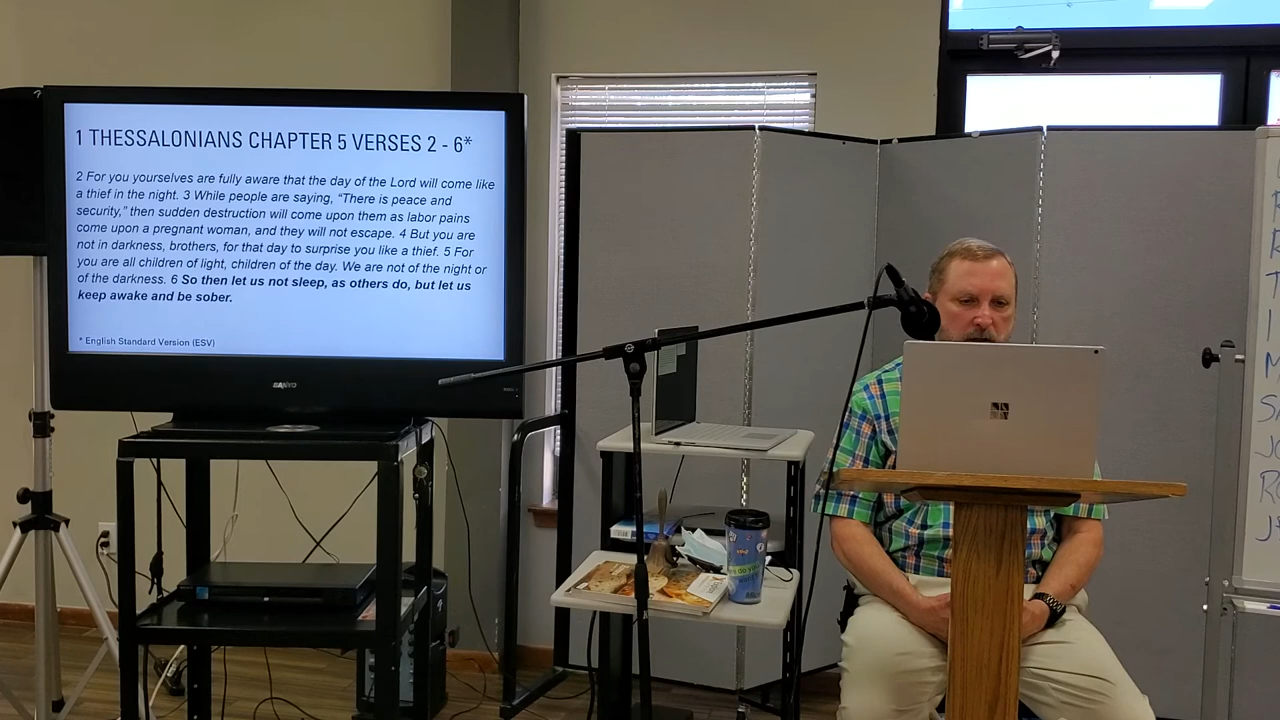 1 THESSALONIANS CHAPTER 5 VERSES 2 - 6*
2 For you yourselves are fully aware that the day of the Lord will come like
a thief in the night. 3 While people are saying, “There is peace and
security,” then sudden destruction will come upon them as labor pains
come upon a pregnant woman, and they will not escape. 4 But you are
not in darkness, brothers, for that day to surprise you like a thief. 5 For
you are all children of light, children of the day. We are not of the night or
of the darkness. 6 So then let us not sleep, as others do, but let us
keep awake and be sober.
* English Standard Version (ESV)
SANYO